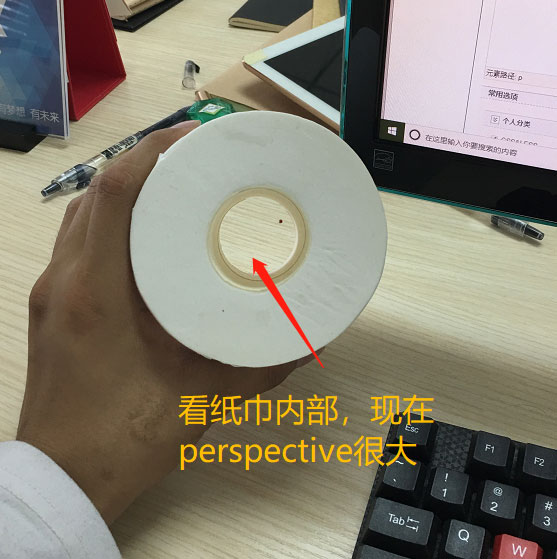 有未来
元素路径: p
常用选项
个人分类
在这里输入你要搜索的内容
看纸巾内部，现在
perspective很大
Esc
F1
F2
~
!
1
@
2
#
3
Tab
Q
W